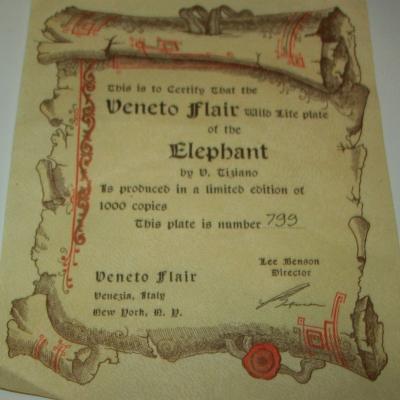 This is to Certify That the
Veneto Flair Wild Life plate
of the
Elephant
by V. Tiziano
Is produced in a limited edition of
1000 copies
This plate is number 799
Lee Benson
Director
Veneto Flair
Venezia, Italy
New York, N. Y.